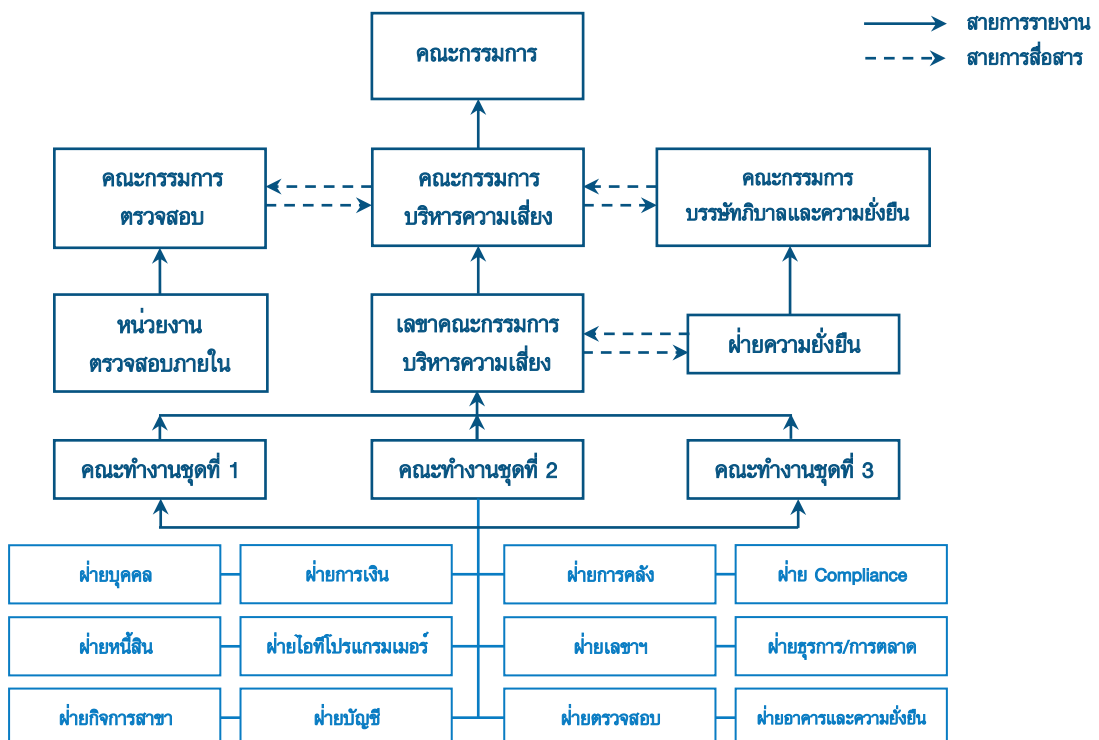 สายการรายงาน
สายการสื่อสาร
คณะกรรมการ
คณะกรรมการ
ตรวจสอบ
คณะกรรมการ
บริหารความเสี่ยง
คณะกรรมการ
บรรษัทภิบาลและความยั่งยืน
หน่วยงาน
ตรวจสอบภายใน
เลขาคณะกรรมการ
บริหารความเสี่ยง
ฝ่ายความยั่งยืน
คณะทำงานชุดที่ 1
คณะทำงานชุดที่ 2
คณะทำงานชุดที่ 3
ฝ่ายบุคคล
ฝ่ายการเงิน
ฝ่ายการคลัง
ฝ่าย Compliance
ฝ่ายหนี้สิน
ฝ่ายไอทีโปรแกรมเมอร์
ฝ่ายเลขาฯ
ฝ่ายธุรการ/การตลาด
ฝ่ายกิจการสาขา
ฝ่ายบัญชี
ฝ่ายตรวจสอบ
ฝ่ายอาคารและความยั่งยืน